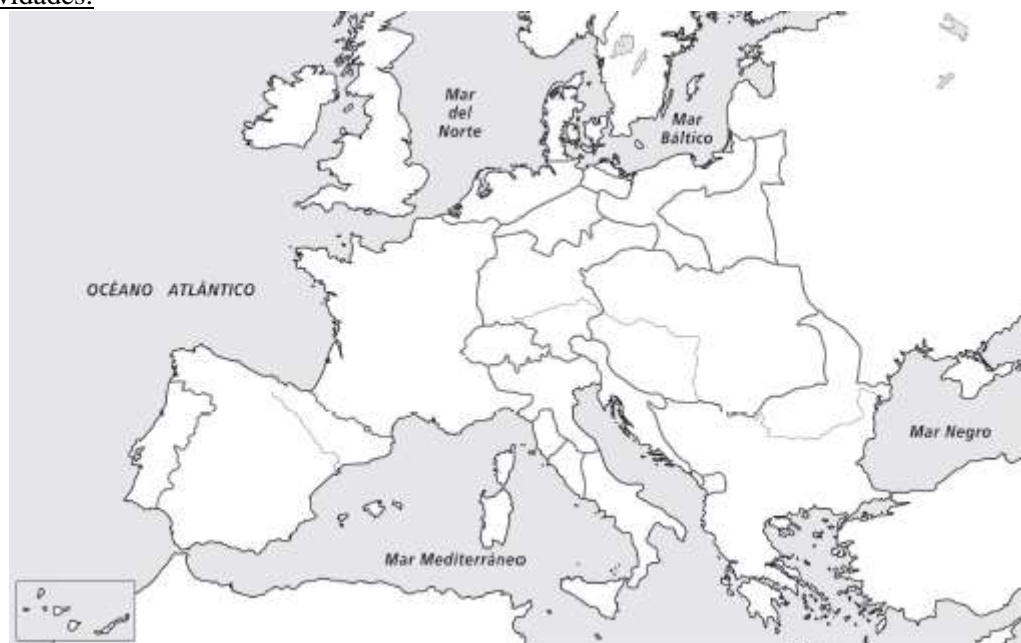 vidades:
Mar
del
Norte
Mar
Báltico
OCÉANO ATLÁNTICO
Mar Negro
Mar Mediterráneo